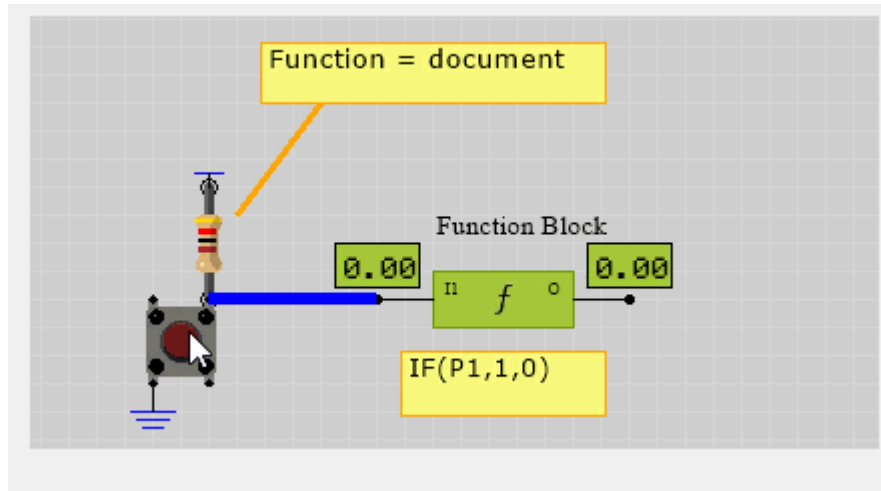 Function = document
Function Block
0.00
0.00
I1 f O
IF(P1,1,0)